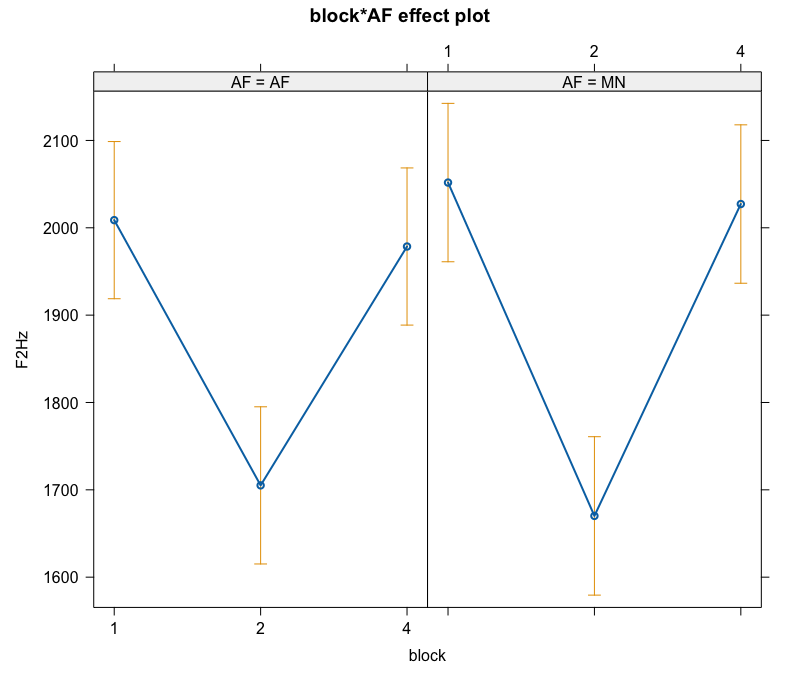 block*AF effect plot
1 2 4
AF = AF AF = MN
2100
2000
1900
1800
1700
1600
F2Hz
1 2 4
block